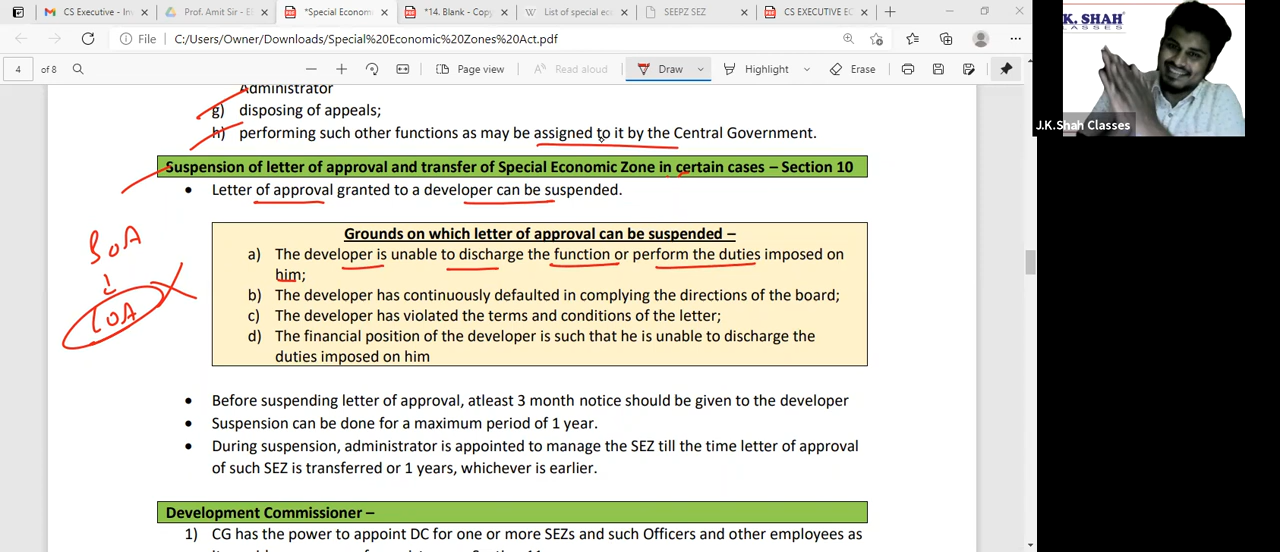 CS Executive - Inv
Prof. Amit Sir - EB
*Special Econom
*14. Blank - Copy
List of special ec
SEEPZ SEZ
CS EXECUTIVE EC
File
C:/Users/Owner/Downloads/Special%20Economic%20Zones%20Act.pdf
4 of 8
Page view
Read aloud
Draw
Highlight
Erase
K. SHAH®
CLASSES
J.K.Shah Classes
Administrator
g) disposing of appeals;
h) performing such other functions as may be assigned to it by the Central Government.
Suspension of letter of approval and transfer of Special Economic Zone in certain cases – Section 10
• Letter of approval granted to a developer can be suspended.
BOA
LOA
Grounds on which letter of approval can be suspended –
a) The developer is unable to discharge the function or perform the duties imposed on
him;
b) The developer has continuously defaulted in complying the directions of the board;
c) The developer has violated the terms and conditions of the letter;
d) The financial position of the developer is such that he is unable to discharge the
duties imposed on him
• Before suspending letter of approval, atleast 3 month notice should be given to the developer
• Suspension can be done for a maximum period of 1 year.
• During suspension, administrator is appointed to manage the SEZ till the time letter of approval
of such SEZ is transferred or 1 years, whichever is earlier.
Development Commissioner –
1) CG has the power to appoint DC for one or more SEZs and such Officers and other employees as